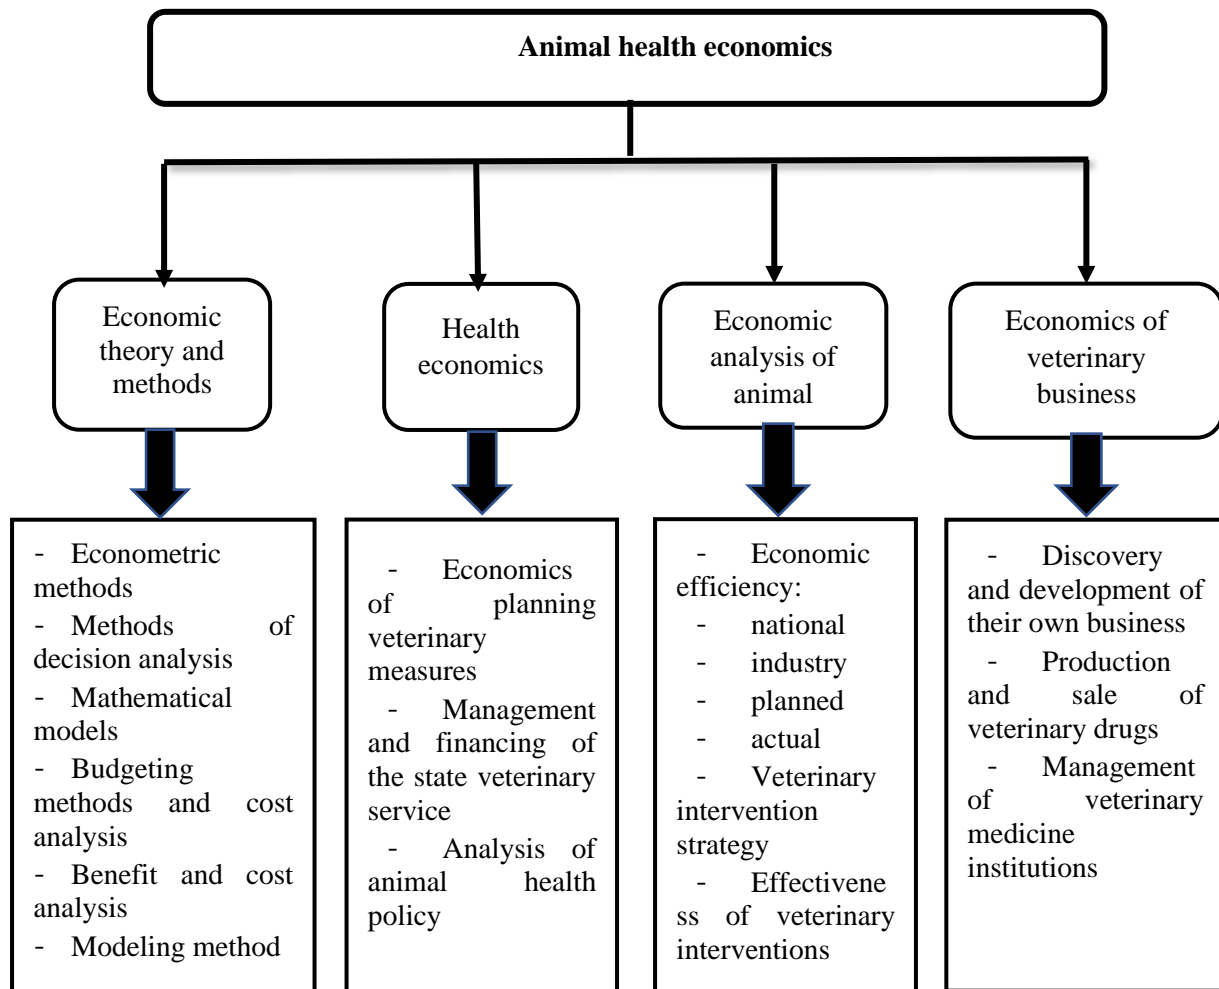 Animal health economics
Economic
theory and
methods
Health
economics
Economic
analysis of
animal
Economics of
veterinary
business
- Econometric
methods
- Methods of
decision analysis
- Mathematical
models
- Budgeting
methods and cost
analysis
- Benefit and cost
analysis
- Modeling method
- Economics
of planning
veterinary
measures
- Management
and financing of
the state veterinary
service
- Analysis of
animal health
policy
- Economic
efficiency:
- national
- industry
- planned
- actual
- Veterinary
intervention
strategy
- Effectivene
ss of veterinary
interventions
- Discovery
and development of
their own business
- Production
and sale of
veterinary drugs
- Management
of veterinary
medicine
institutions